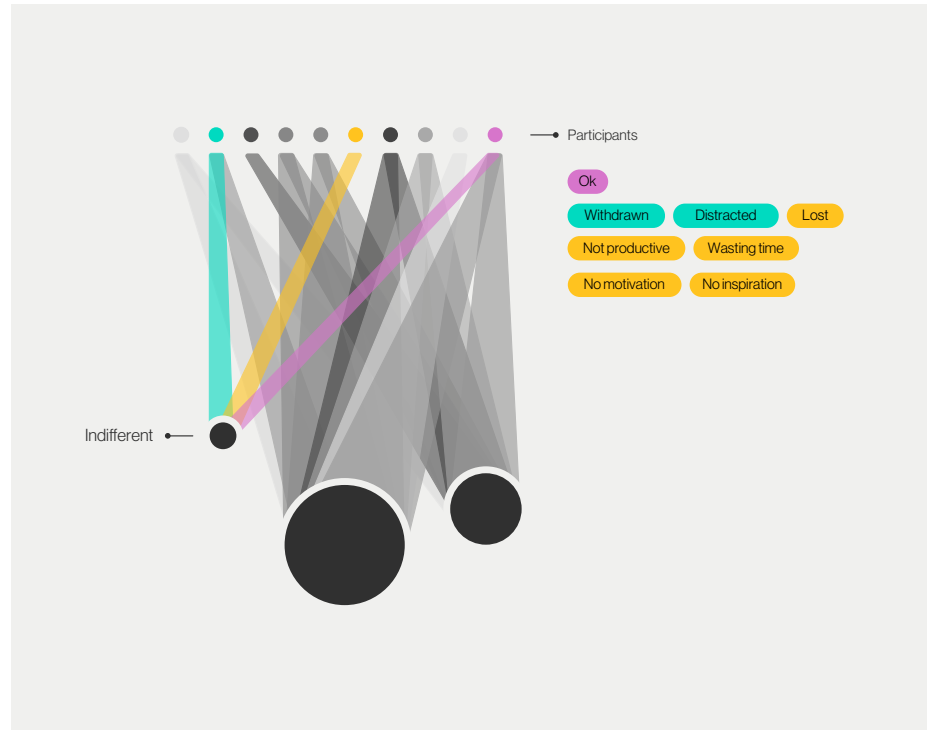 Participants
Ok
Withdrawn Distracted Lost
Not productive Wasting time
No motivation No inspiration
Indifferent